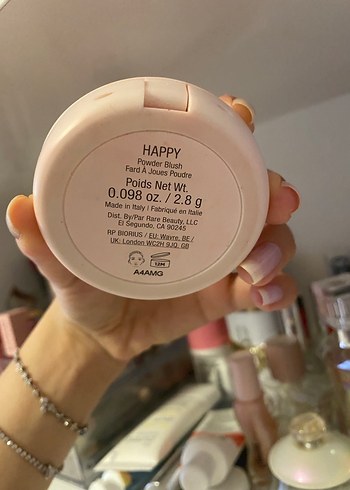 HAPPY
Powder Blush
Fard À Joues Poudre
Poids Net Wt.
0.098 oz. / 2.8 g
Made in Italy | Fabriqué en Italie
Dist. By/Par Rare Beauty, LLC
El Segundo, CA 90245
RP BIORIUS / EU: Wavre, BE /
UK: London WC2H 9JQ, GB
12M
A4AMG